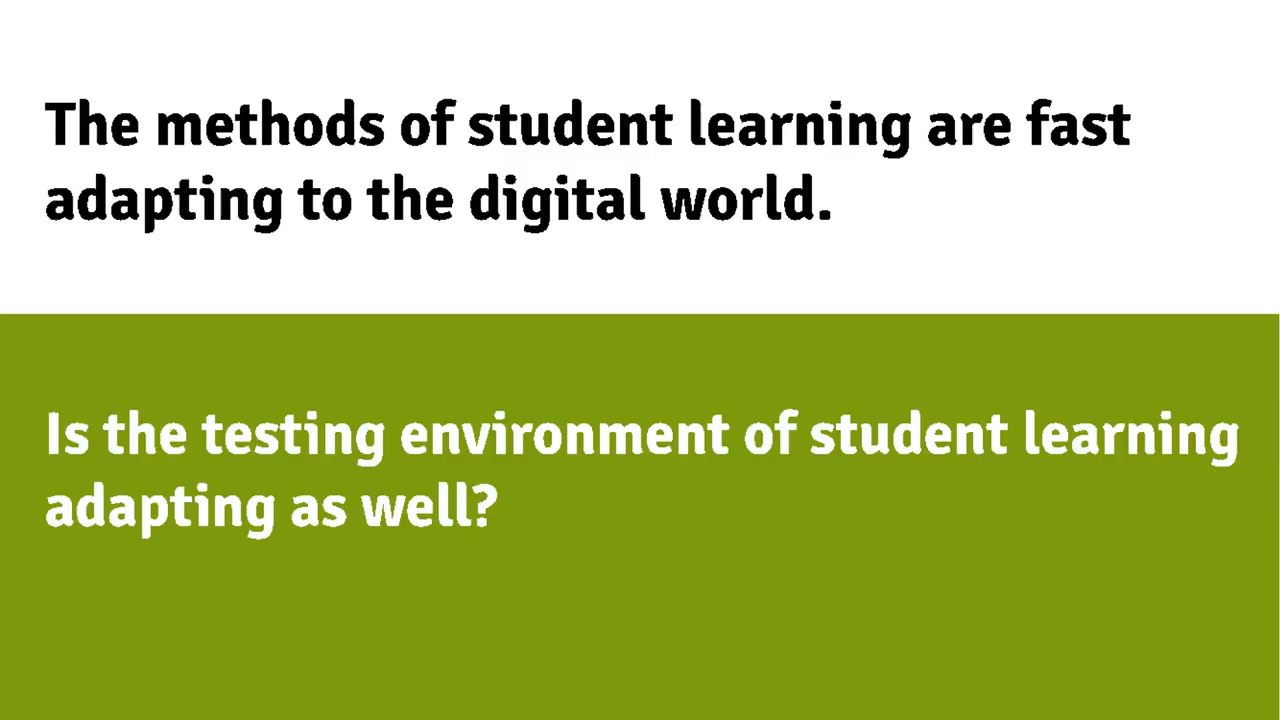 The methods of student learning are fast
adapting to the digital world.
Is the testing environment of student learning
adapting as well?